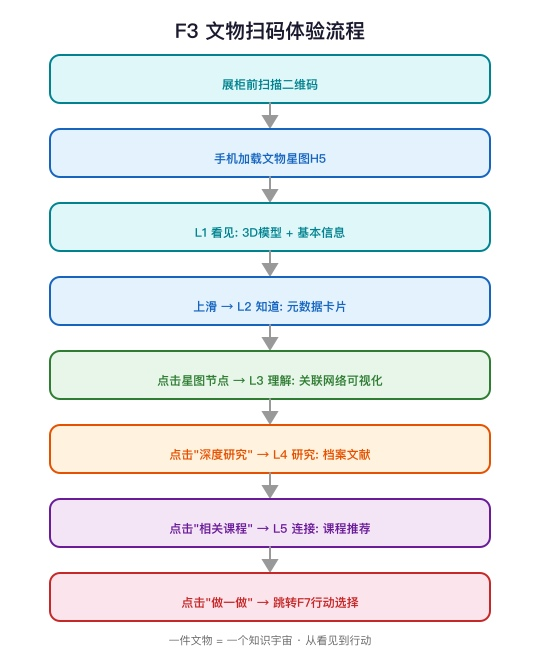 F3 文物扫码体验流程
展柜前扫描二维码
手机加载文物星图H5
L1 看见: 3D模型 + 基本信息
上滑 → L2 知道: 元数据卡片
点击星图节点 → L3 理解: 关联网络可视化
点击"深度研究" → L4 研究: 档案文献
点击"相关课程" → L5 连接: 课程推荐
点击"做一做" → 跳转F7行动选择
一件文物 = 一个知识宇宙 · 从看见到行动